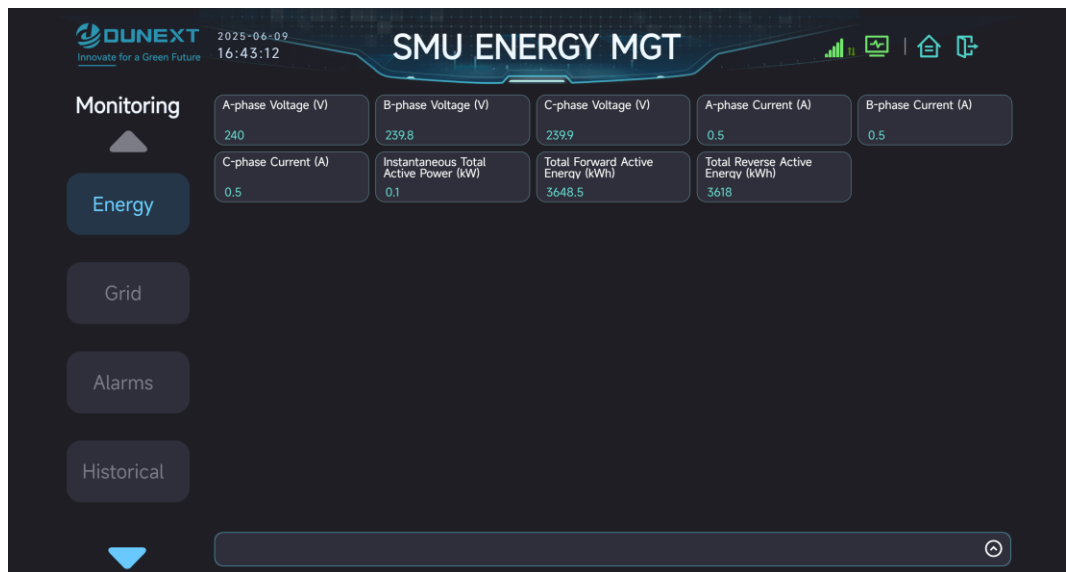 DUNEXT
Innovate for a Green Future
2025-06-09
16:43:12
SMU ENERGY MGT
Monitoring
Energy
Grid
Alarms
Historical
A-phase Voltage (V)
240
B-phase Voltage (V)
239.8
C-phase Voltage (V)
239.9
A-phase Current (A)
0.5
B-phase Current (A)
0.5
C-phase Current (A)
0.5
Instantaneous Total
Active Power (kW)
0.1
Total Forward Active
Energy (kWh)
3648.5
Total Reverse Active
Energy (kWh)
3618